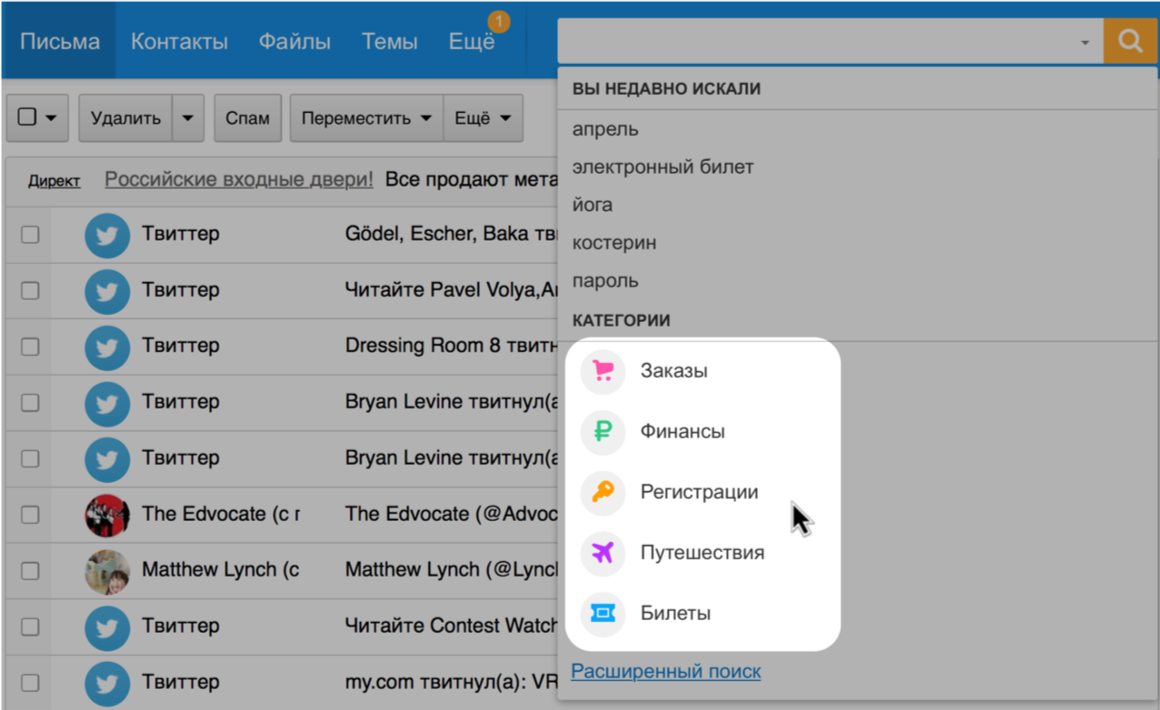 Письма Контакты Файлы Темы Ещё 1
Удалить Спам Переместить Ещё
Директ Российские входные двери! Все продают мета
Твиттер Gödel, Escher, Baka тви
Твиттер Читайте Pavel Volya,
Твиттер Dressing Room 8 твитн
Твиттер Bryan Levine твитнул(а
Твиттер Bryan Levine твитнул(а
The Edvocate (с п The Edvocate (@Advoc
Matthew Lynch (с Matthew Lynch (@Lyncl
Твиттер Читайте Contest Watch
Твиттер my.com твитнул(а): VR
ВЫ НЕДАВНО ИСКАЛИ
апрель
электронный билет
йога
костерин
пароль
КАТЕГОРИИ
Заказы
Финансы
Регистрации
Путешествия
Билеты
Расширенный поиск